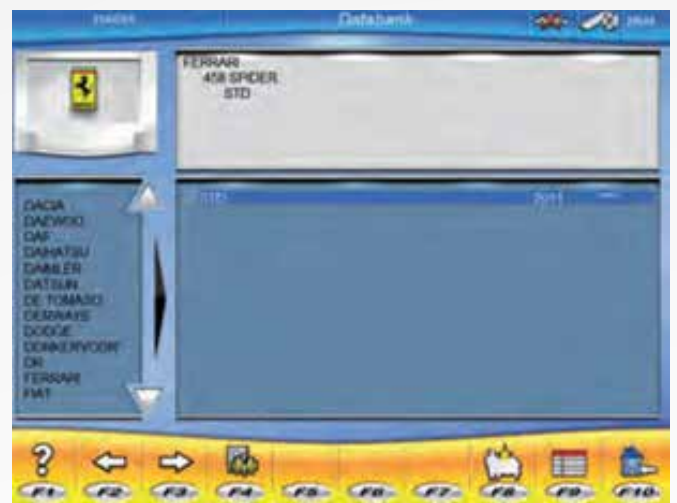 Databank
FERRARI
458 SPIDER
STD
STD 2011
DACIA
DAEWOO
DAF
DAIHATSU
DAIMLER
DATSUN
DE TOMASO
DODGE
DONKERVOORT
DR
FERRARI
FIAT
?
F1 F2 F3 F4 F5 F6 F7 F8 F9 F10